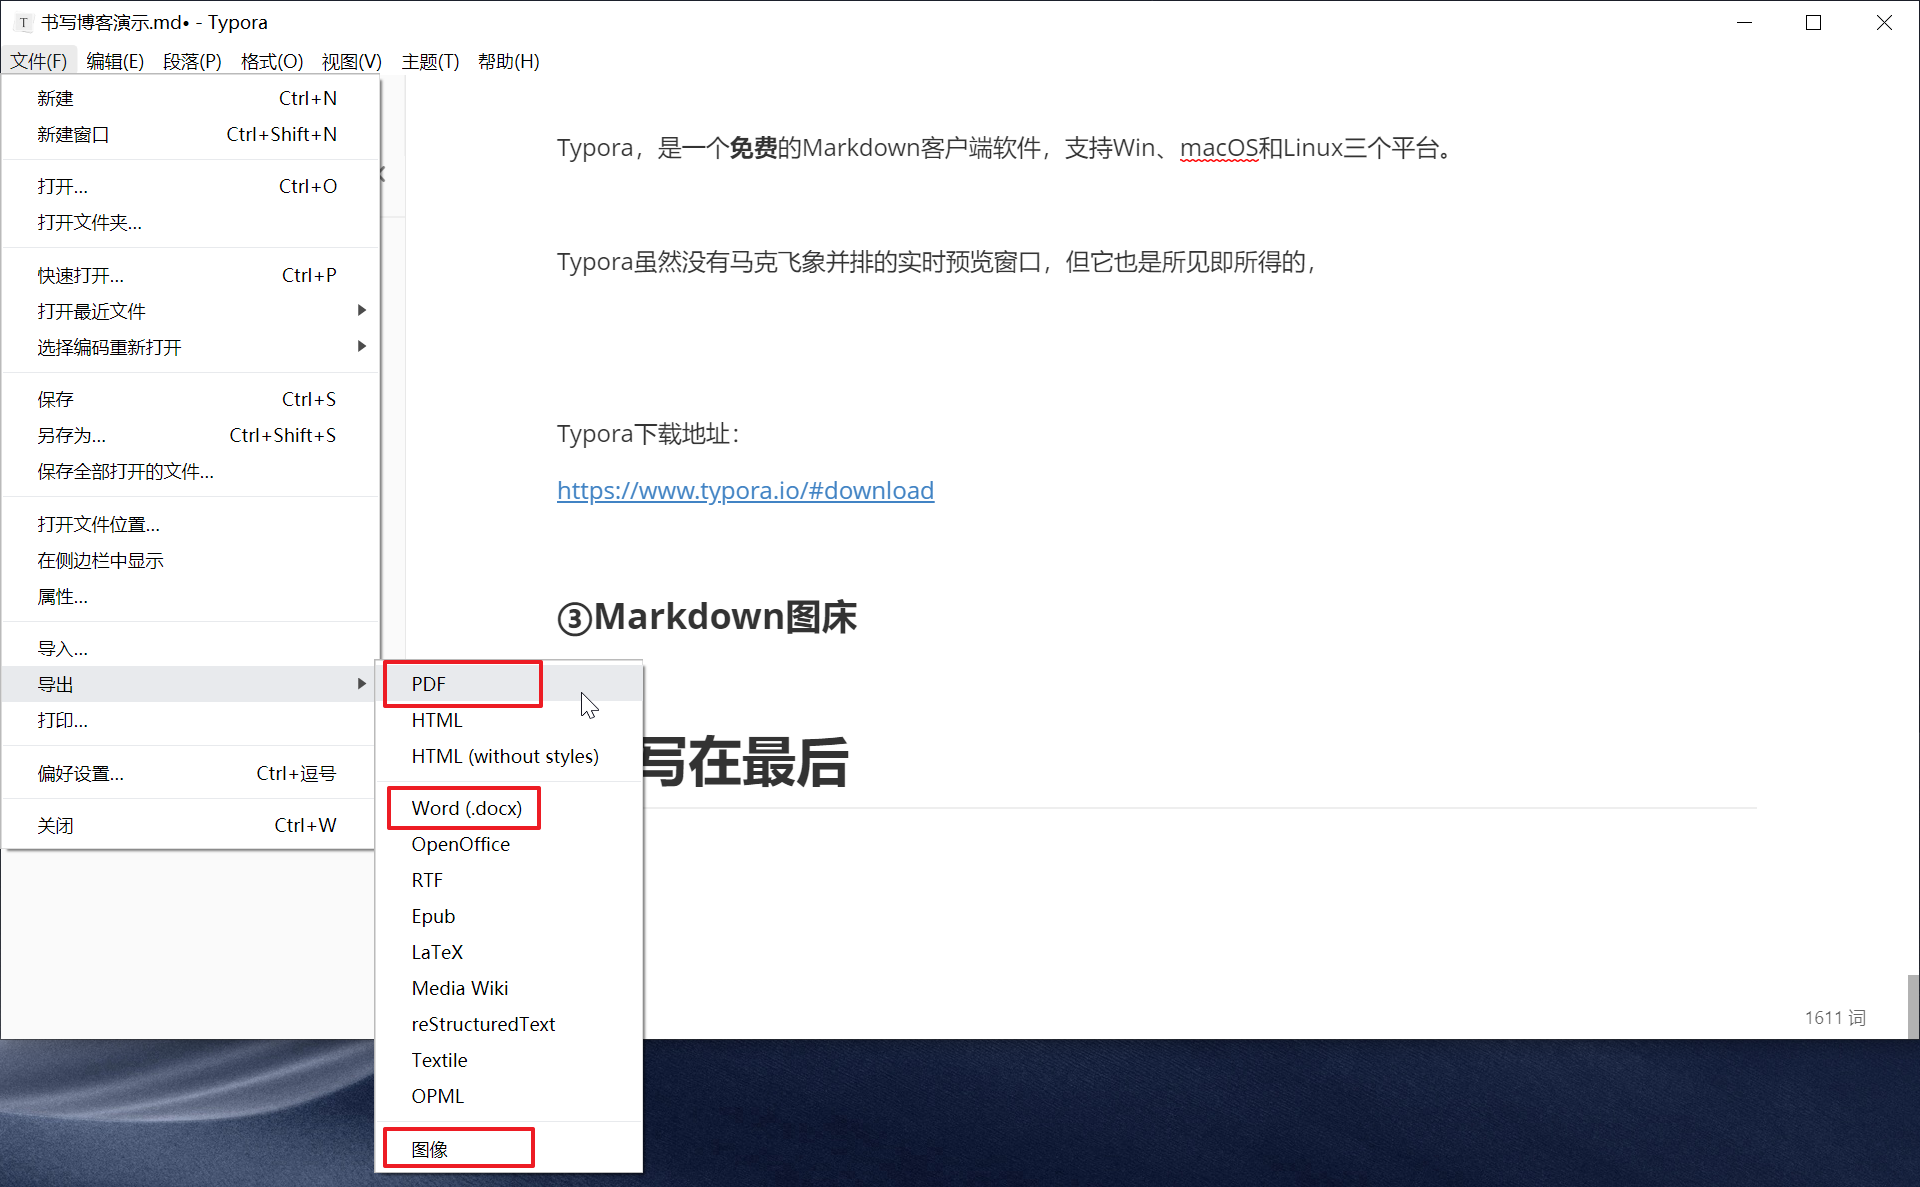 T 书写博客演示.md• - Typora
文件(F) 编辑(E) 段落(P) 格式(O) 视图(V) 主题(T) 帮助(H)
新建 Ctrl+N
新建窗口 Ctrl+Shift+N
打开... Ctrl+O
打开文件夹...
快速打开... Ctrl+P
打开最近文件
选择编码重新打开
保存 Ctrl+S
另存为... Ctrl+Shift+S
保存全部打开的文件...
打开文件位置...
在侧边栏中显示
属性...
导入...
导出
打印...
偏好设置... Ctrl+逗号
关闭 Ctrl+W
PDF
HTML
HTML (without styles)
Word (.docx)
OpenOffice
RTF
Epub
LaTeX
Media Wiki
reStructuredText
Textile
OPML
图像
Typora，是一个免费的Markdown客户端软件，支持Win、macOS和Linux三个平台。
Typora虽然没有马克飞象并排的实时预览窗口，但它也是所见即所得的，
Typora下载地址：
https://www.typora.io/#download
③Markdown图床
写在最后
1611 词